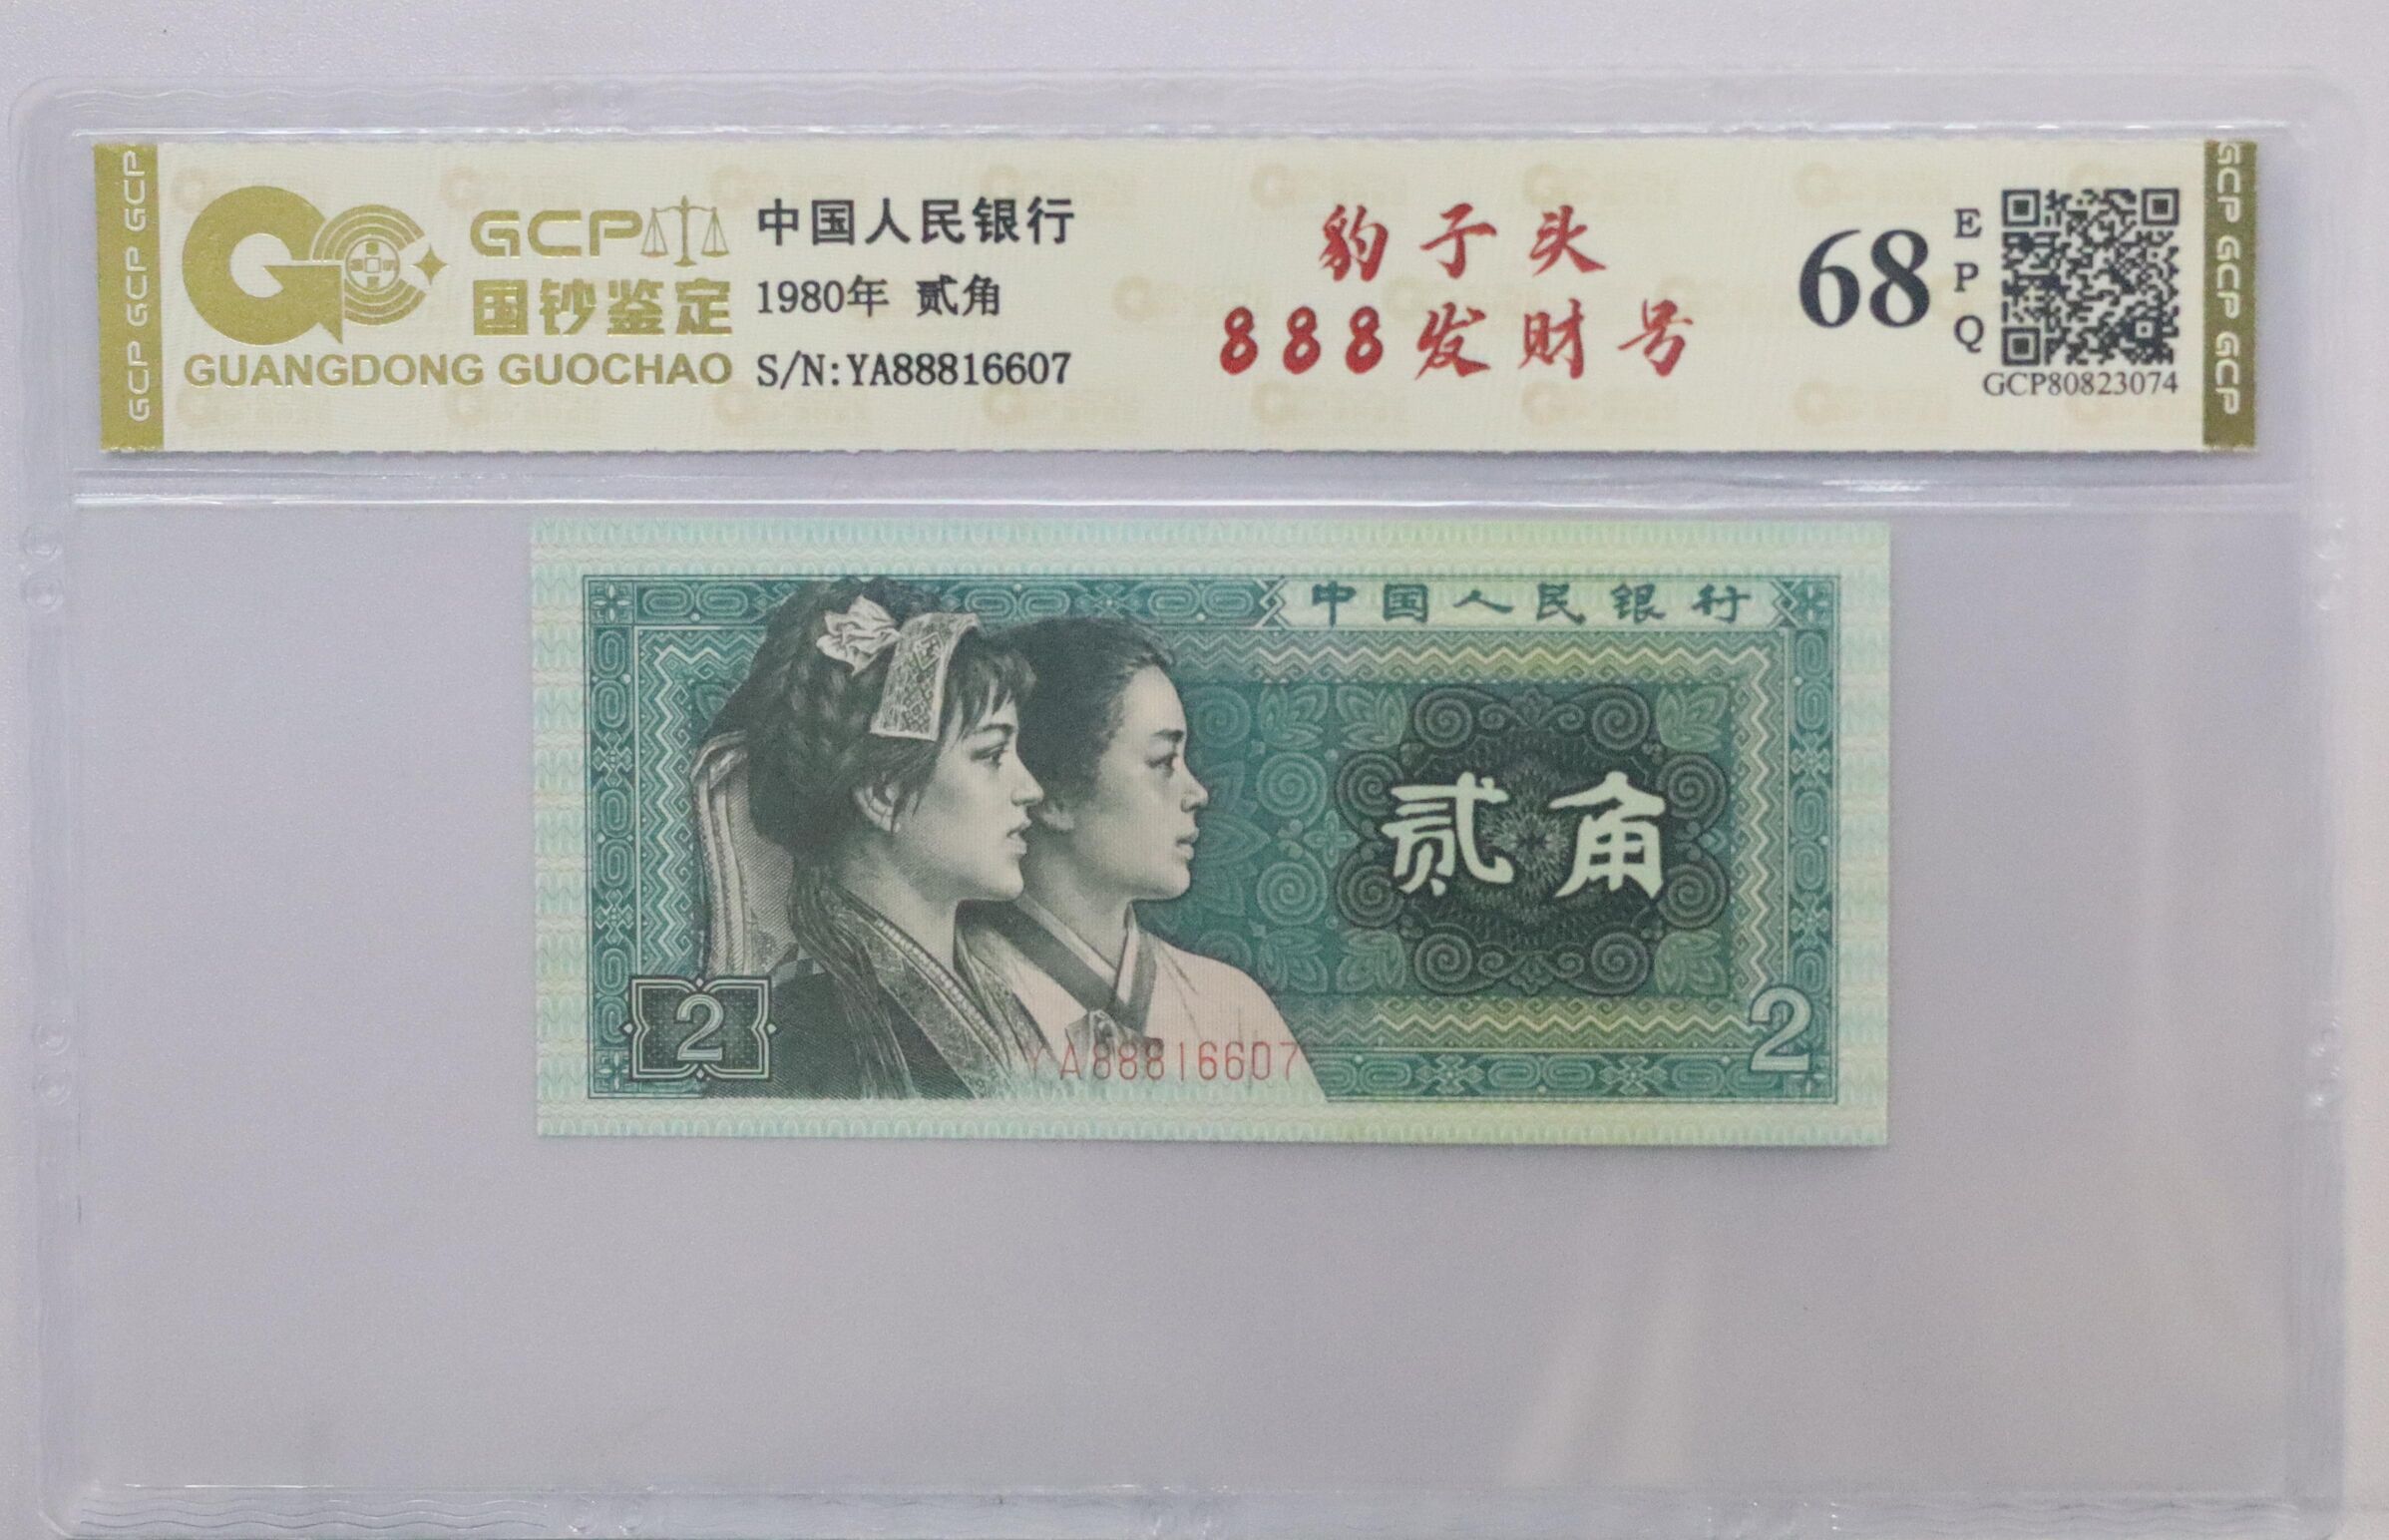 GCP GCP GCP
GCP
国钞鉴定
GUANGDONG GUOCHAO
中国人民银行
1980年 贰角
S/N:YA88816607
豹子头
888发财号
68
EPQ
GCP80823074
GCP GCP GCP
中国人民银行
贰角
2
YA88816607
2